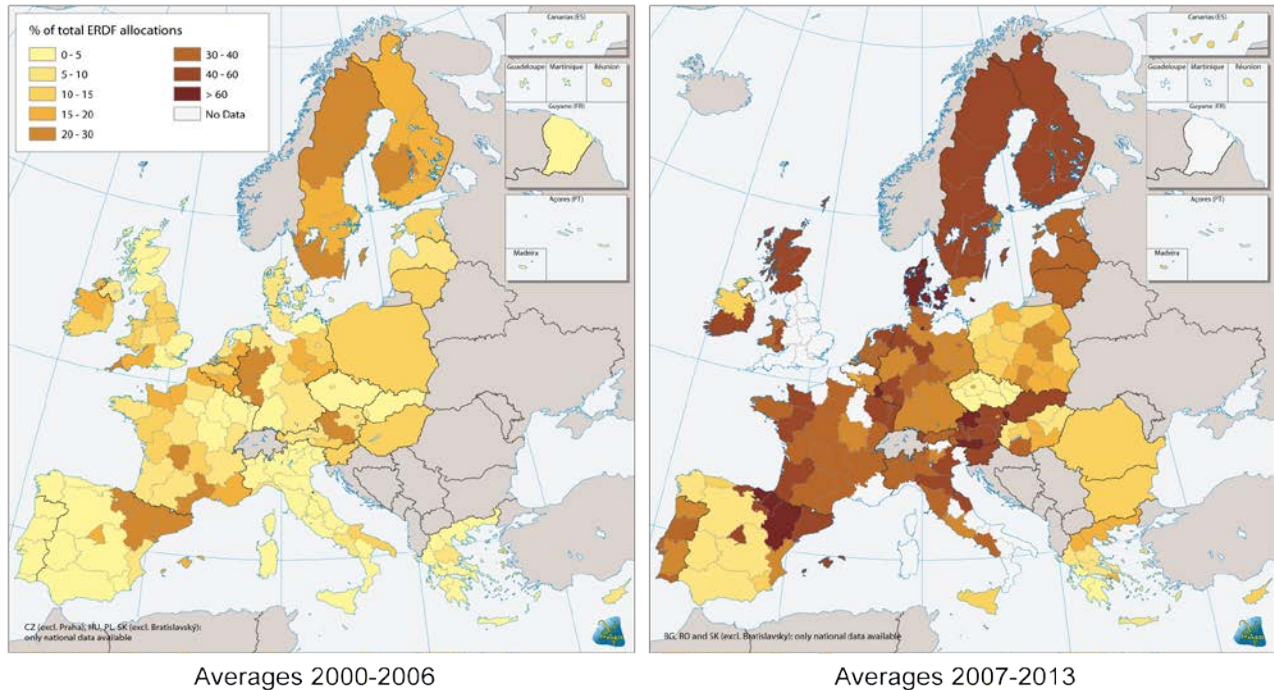 % of total ERDF allocations
0 - 5
5 - 10
10 - 15
15 - 20
20 - 30
30 - 40
40 - 60
> 60
No Data
Canarias (ES)
Guadeloupe
Martinique
Réunion
Guyane (FR)
Açores (PT)
Madeira
CZ (excl. Praha), HU, PL, SK (excl. Bratislavský):
only national data available
Canarias (ES)
Guadeloupe
Martinique
Réunion
Guyane (FR)
Açores (PT)
Madeira
BG, RO and SK (excl. Bratislavsky): only national data available
Averages 2000-2006
Averages 2007-2013